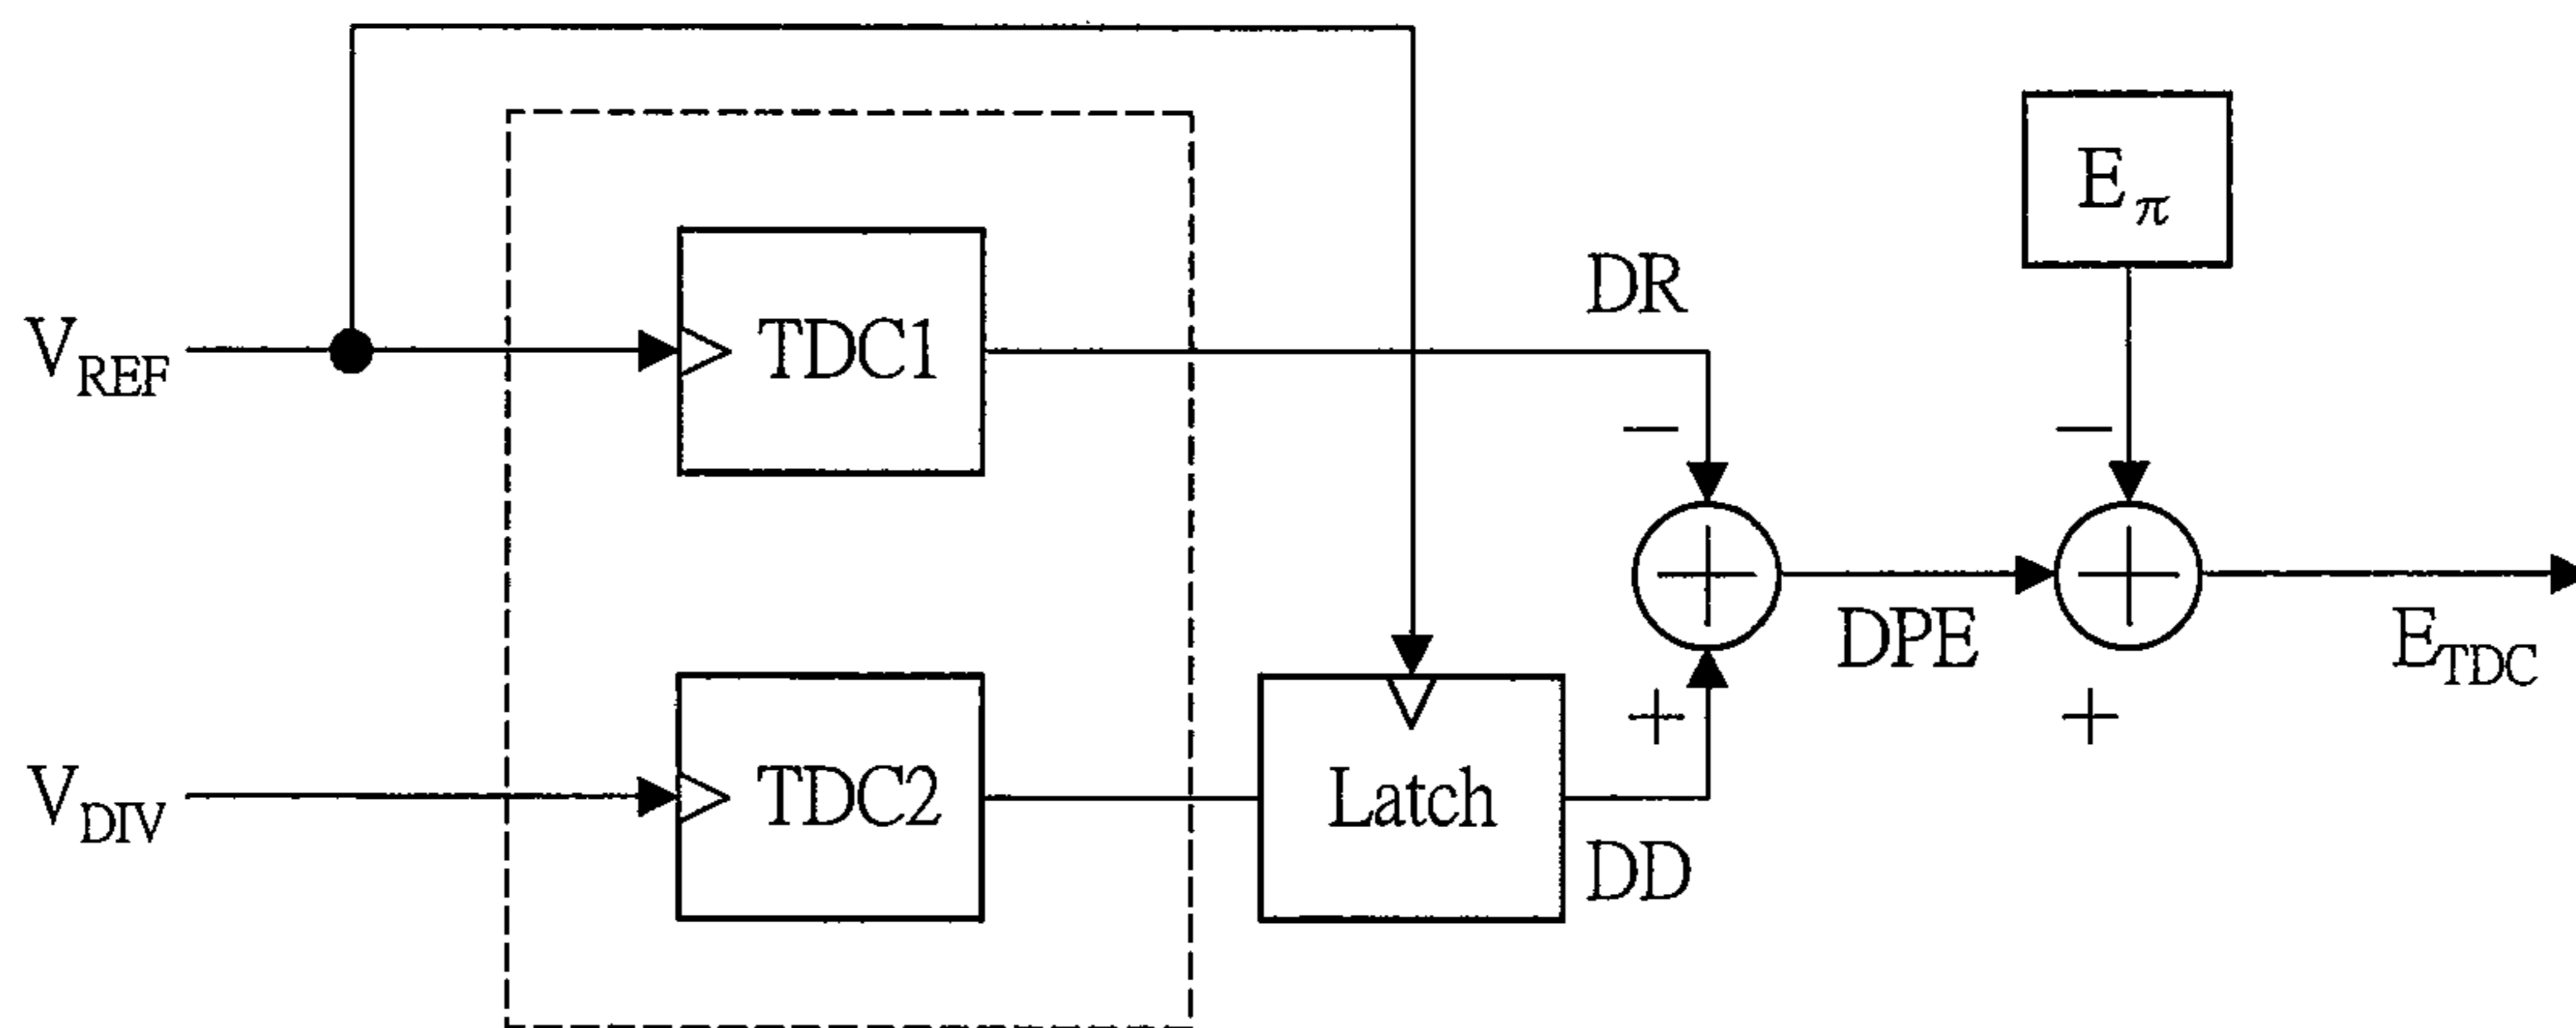 E_π
TDC1
DR
V_REF
−
−
DPE
E_TDC
+
+
TDC2
Latch
V_DIV
DD